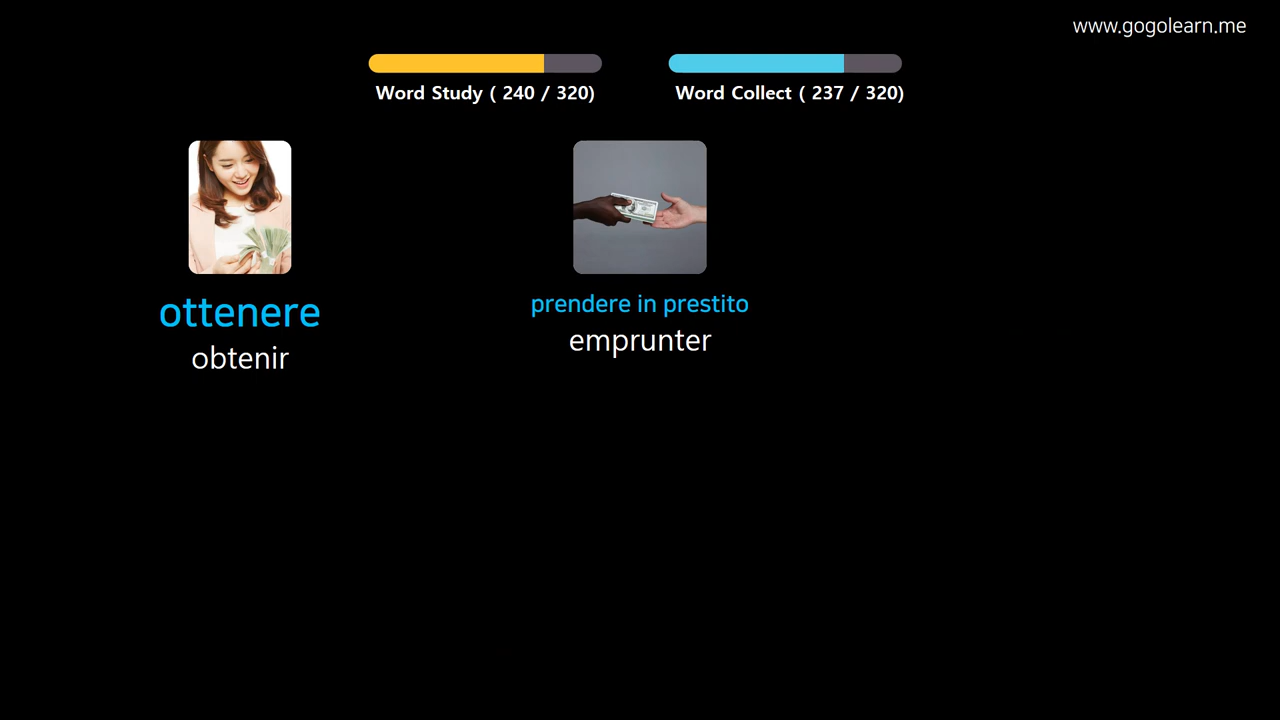 www.gogolearn.me
Word Study ( 240 / 320)
Word Collect ( 237 / 320)
ottenere
obtenir
prendere in prestito
emprunter